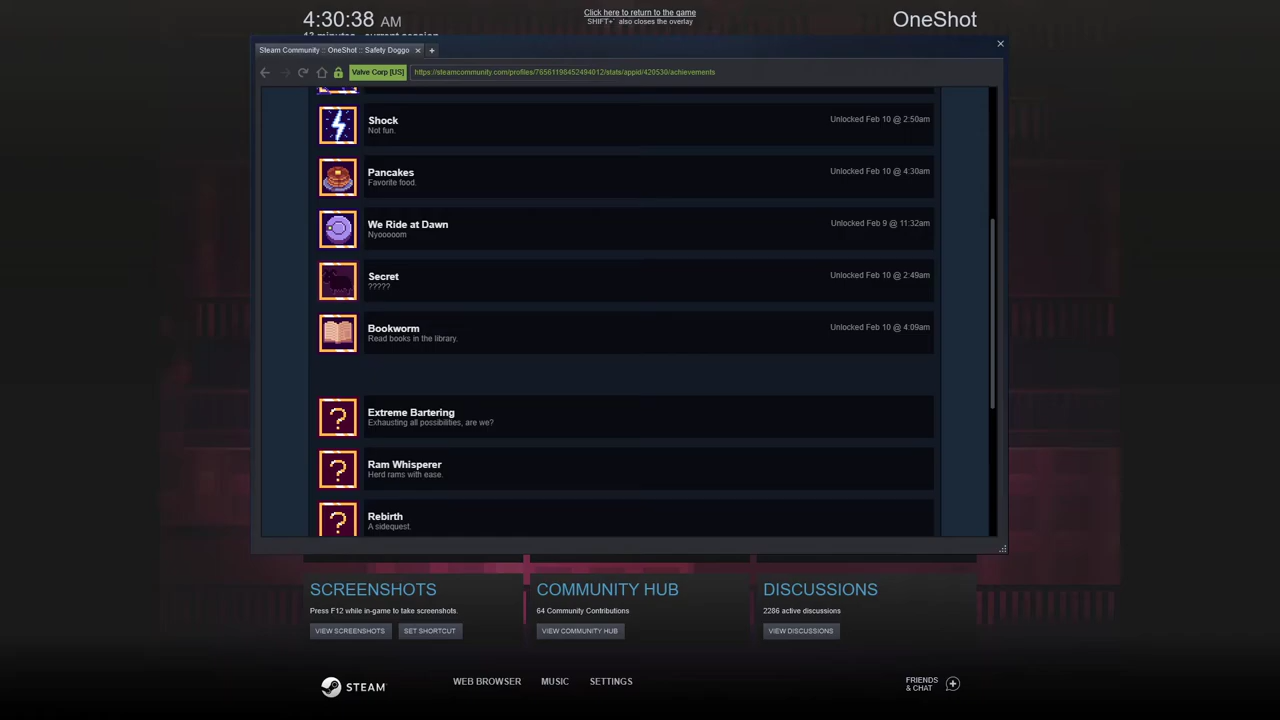 4:30:38 AM
Click here to return to the game
SHIFT+` also closes the overlay
OneShot
Steam Community :: OneShot :: Safety Doggo
Valve Corp [US]
https://steamcommunity.com/profiles/76561198452494012/stats/appid/420530/achievements
Shock
Not fun.
Unlocked Feb 10 @ 2:50am
Pancakes
Favorite food.
Unlocked Feb 10 @ 4:30am
We Ride at Dawn
Nyooooom
Unlocked Feb 9 @ 11:32am
Secret
?????
Unlocked Feb 10 @ 2:49am
Bookworm
Read books in the library.
Unlocked Feb 10 @ 4:09am
Extreme Bartering
Exhausting all possibilities, are we?
Ram Whisperer
Herd rams with ease.
Rebirth
A sidequest.
SCREENSHOTS
Press F12 while in-game to take screenshots.
VIEW SCREENSHOTS
SET SHORTCUT
COMMUNITY HUB
64 Community Contributions
VIEW COMMUNITY HUB
DISCUSSIONS
2286 active discussions
VIEW DISCUSSIONS
STEAM
WEB BROWSER
MUSIC
SETTINGS
FRIENDS
& CHAT